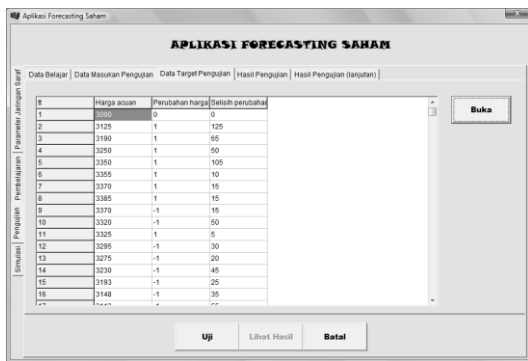 Aplikasi Forecasting Saham
APLIKASI FORECASTING SAHAM
Data Belajar Data Masukan Pengujian Data Target Pengujian Hasil Pengujian Hasil Pengujian (lanjutan)
Parameter Jaringan Saraf
Pembelajaran
Pengujian
Simulasi
tt Harga acuan Perubahan harga Selisih perubahan
1 3000 0 0
2 3125 1 125
3 3190 1 65
4 3250 1 50
5 3350 1 105
6 3355 1 10
7 3370 1 15
8 3385 1 15
9 3370 -1 15
10 3320 -1 50
11 3325 1 5
12 3295 -1 30
13 3275 -1 20
14 3230 -1 45
15 3193 -1 25
16 3148 -1 35
Buka
Uji Lihat Hasil Batal